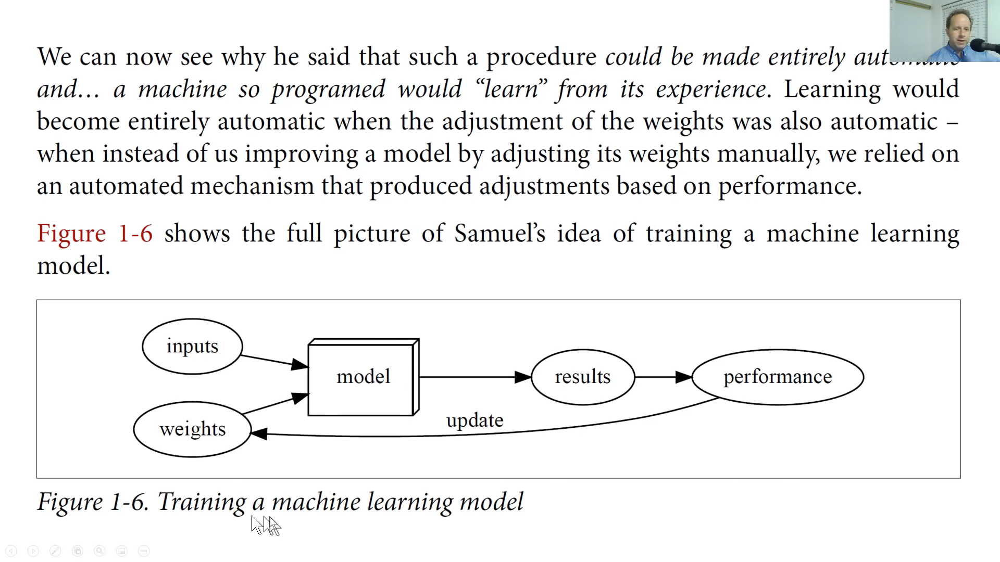 We can now see why he said that such a procedure could be made entirely
and… a machine so programed would “learn” from its experience. Learning would
become entirely automatic when the adjustment of the weights was also automatic –
when instead of us improving a model by adjusting its weights manually, we relied on
an automated mechanism that produced adjustments based on performance.
Figure 1-6 shows the full picture of Samuel’s idea of training a machine learning
model.
inputs
model
results
performance
weights
update
Figure 1-6. Training a machine learning model